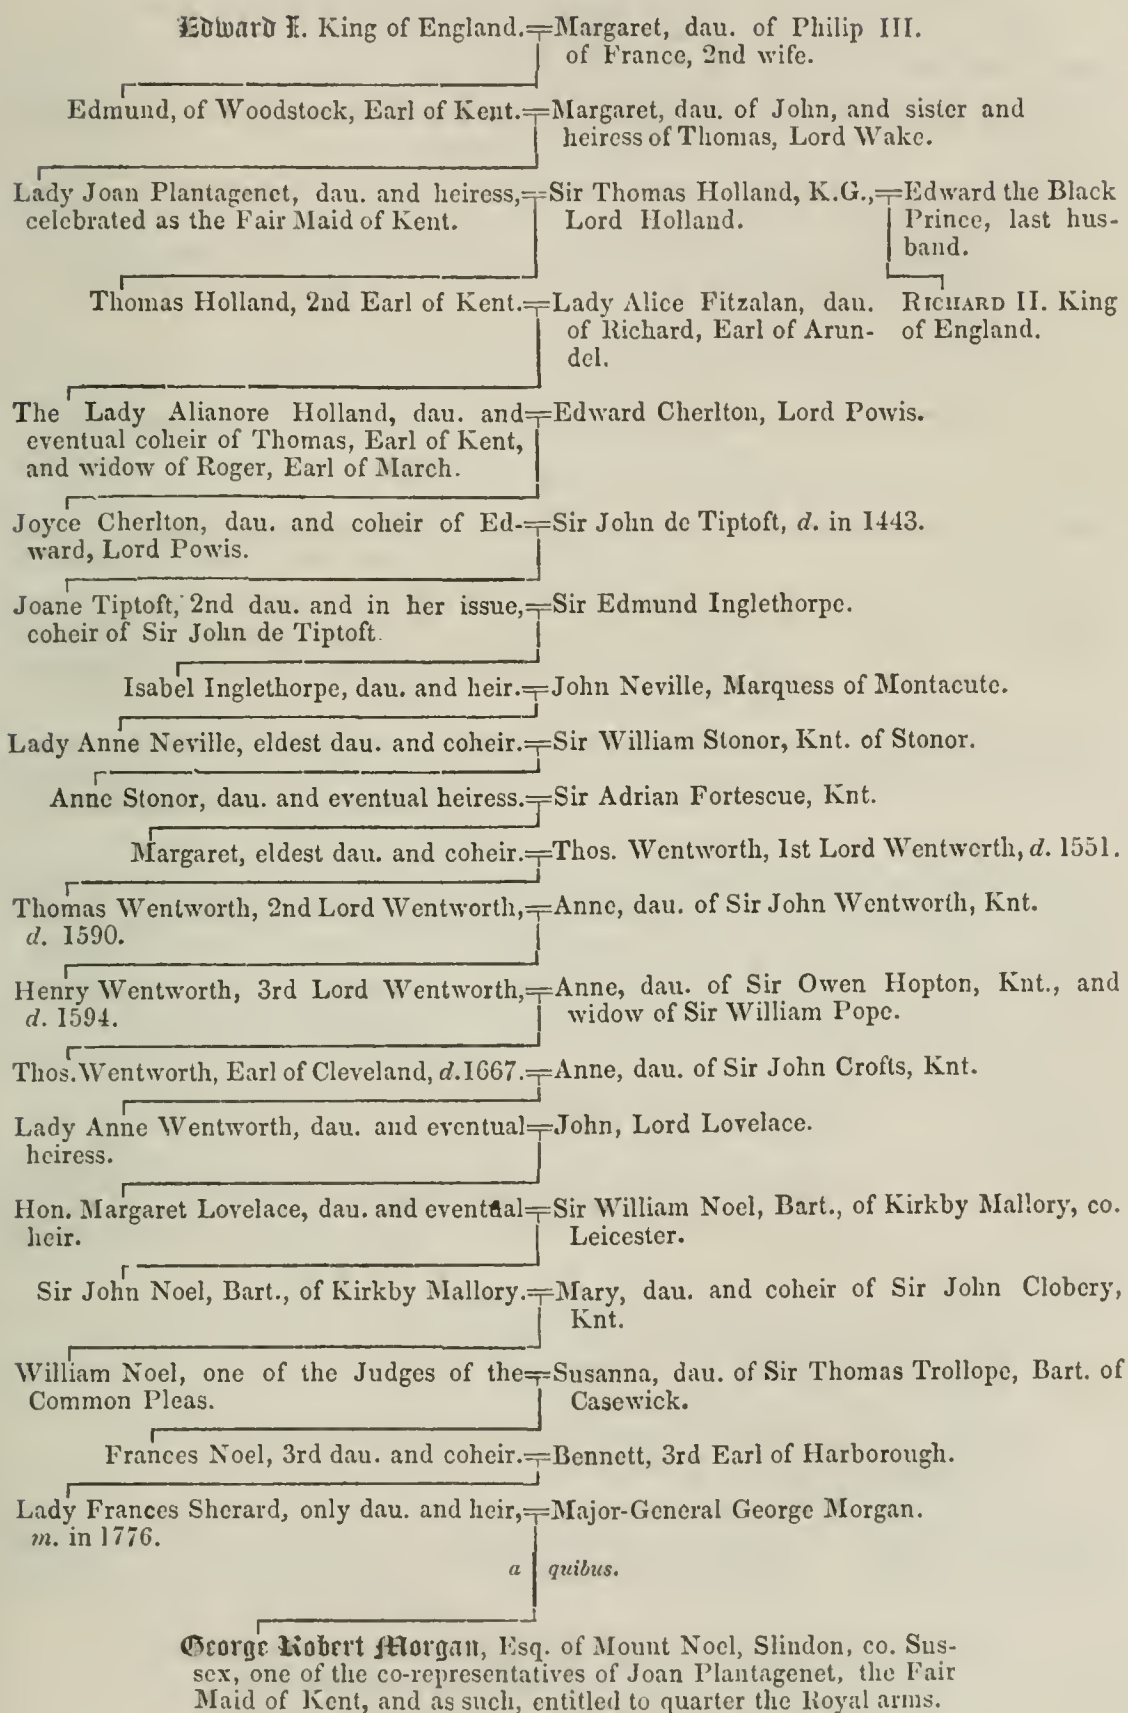 Edward I. King of England.=Margaret, dau. of Philip III.
of France, 2nd wife.
Edmund, of Woodstock, Earl of Kent.=Margaret, dau. of John, and sister and
heiress of Thomas, Lord Wake.
Lady Joan Plantagenet, dau. and heiress,=Sir Thomas Holland, K.G.,=Edward the Black
celebrated as the Fair Maid of Kent. Lord Holland. Prince, last hus-
band.
Thomas Holland, 2nd Earl of Kent.=Lady Alice Fitzalan, dau. RICHARD II. King
of Richard, Earl of Arun- of England.
del.
The Lady Alianore Holland, dau. and=Edward Cherlton, Lord Powis.
eventual coheir of Thomas, Earl of Kent,
and widow of Roger, Earl of March.
Joyce Cherlton, dau. and coheir of Ed-=Sir John de Tiptoft, d. in 1443.
ward, Lord Powis.
Joane Tiptoft, 2nd dau. and in her issue,=Sir Edmund Inglethorpe.
coheir of Sir John de Tiptoft.
Isabel Inglethorpe, dau. and heir.=John Neville, Marquess of Montacute.
Lady Anne Neville, eldest dau. and coheir.=Sir William Stonor, Knt. of Stonor.
Anne Stonor, dau. and eventual heiress.=Sir Adrian Fortescue, Knt.
Margaret, eldest dau. and coheir.=Thos. Wentworth, 1st Lord Wentworth, d. 1551.
Thomas Wentworth, 2nd Lord Wentworth,=Anne, dau. of Sir John Wentworth, Knt.
d. 1590.
Henry Wentworth, 3rd Lord Wentworth,=Anne, dau. of Sir Owen Hopton, Knt., and
d. 1594. widow of Sir William Pope.
Thos. Wentworth, Earl of Cleveland, d. 1667.=Anne, dau. of Sir John Crofts, Knt.
Lady Anne Wentworth, dau. and eventual=John, Lord Lovelace.
heiress.
Hon. Margaret Lovelace, dau. and eventual=Sir William Noel, Bart., of Kirkby Mallory, co.
heir. Leicester.
Sir John Noel, Bart., of Kirkby Mallory.=Mary, dau. and coheir of Sir John Clobery,
Knt.
William Noel, one of the Judges of the=Susanna, dau. of Sir Thomas Trollope, Bart. of
Common Pleas. Casewick.
Frances Noel, 3rd dau. and coheir.=Bennett, 3rd Earl of Harborough.
Lady Frances Sherard, only dau. and heir,=Major-General George Morgan.
m. in 1776.
a quibus.
George Robert Morgan, Esq. of Mount Noel, Slindon, co. Sus-
sex, one of the co-representatives of Joan Plantagenet, the Fair
Maid of Kent, and as such, entitled to quarter the Royal arms.